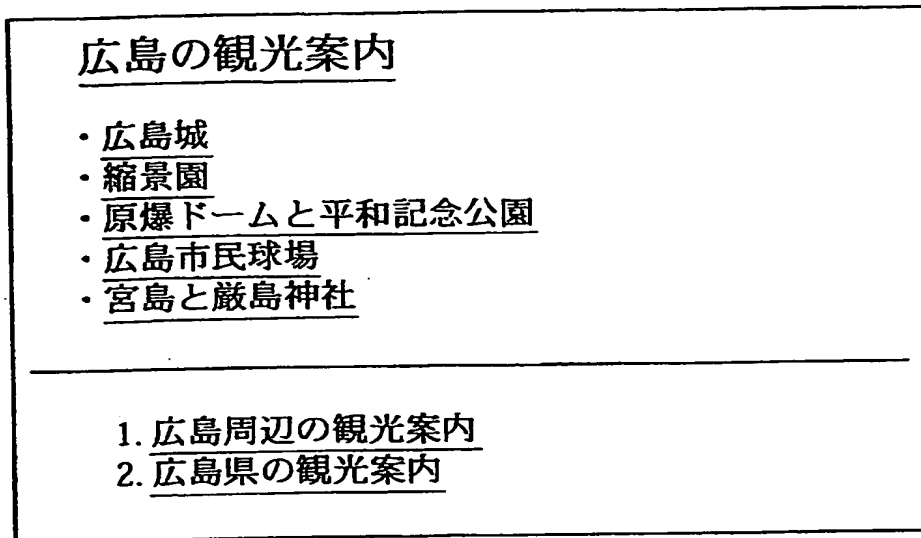 広島の観光案内
・広島城
・縮景園
・原爆ドームと平和記念公園
・広島市民球場
・宮島と厳島神社
1. 広島周辺の観光案内
2. 広島県の観光案内